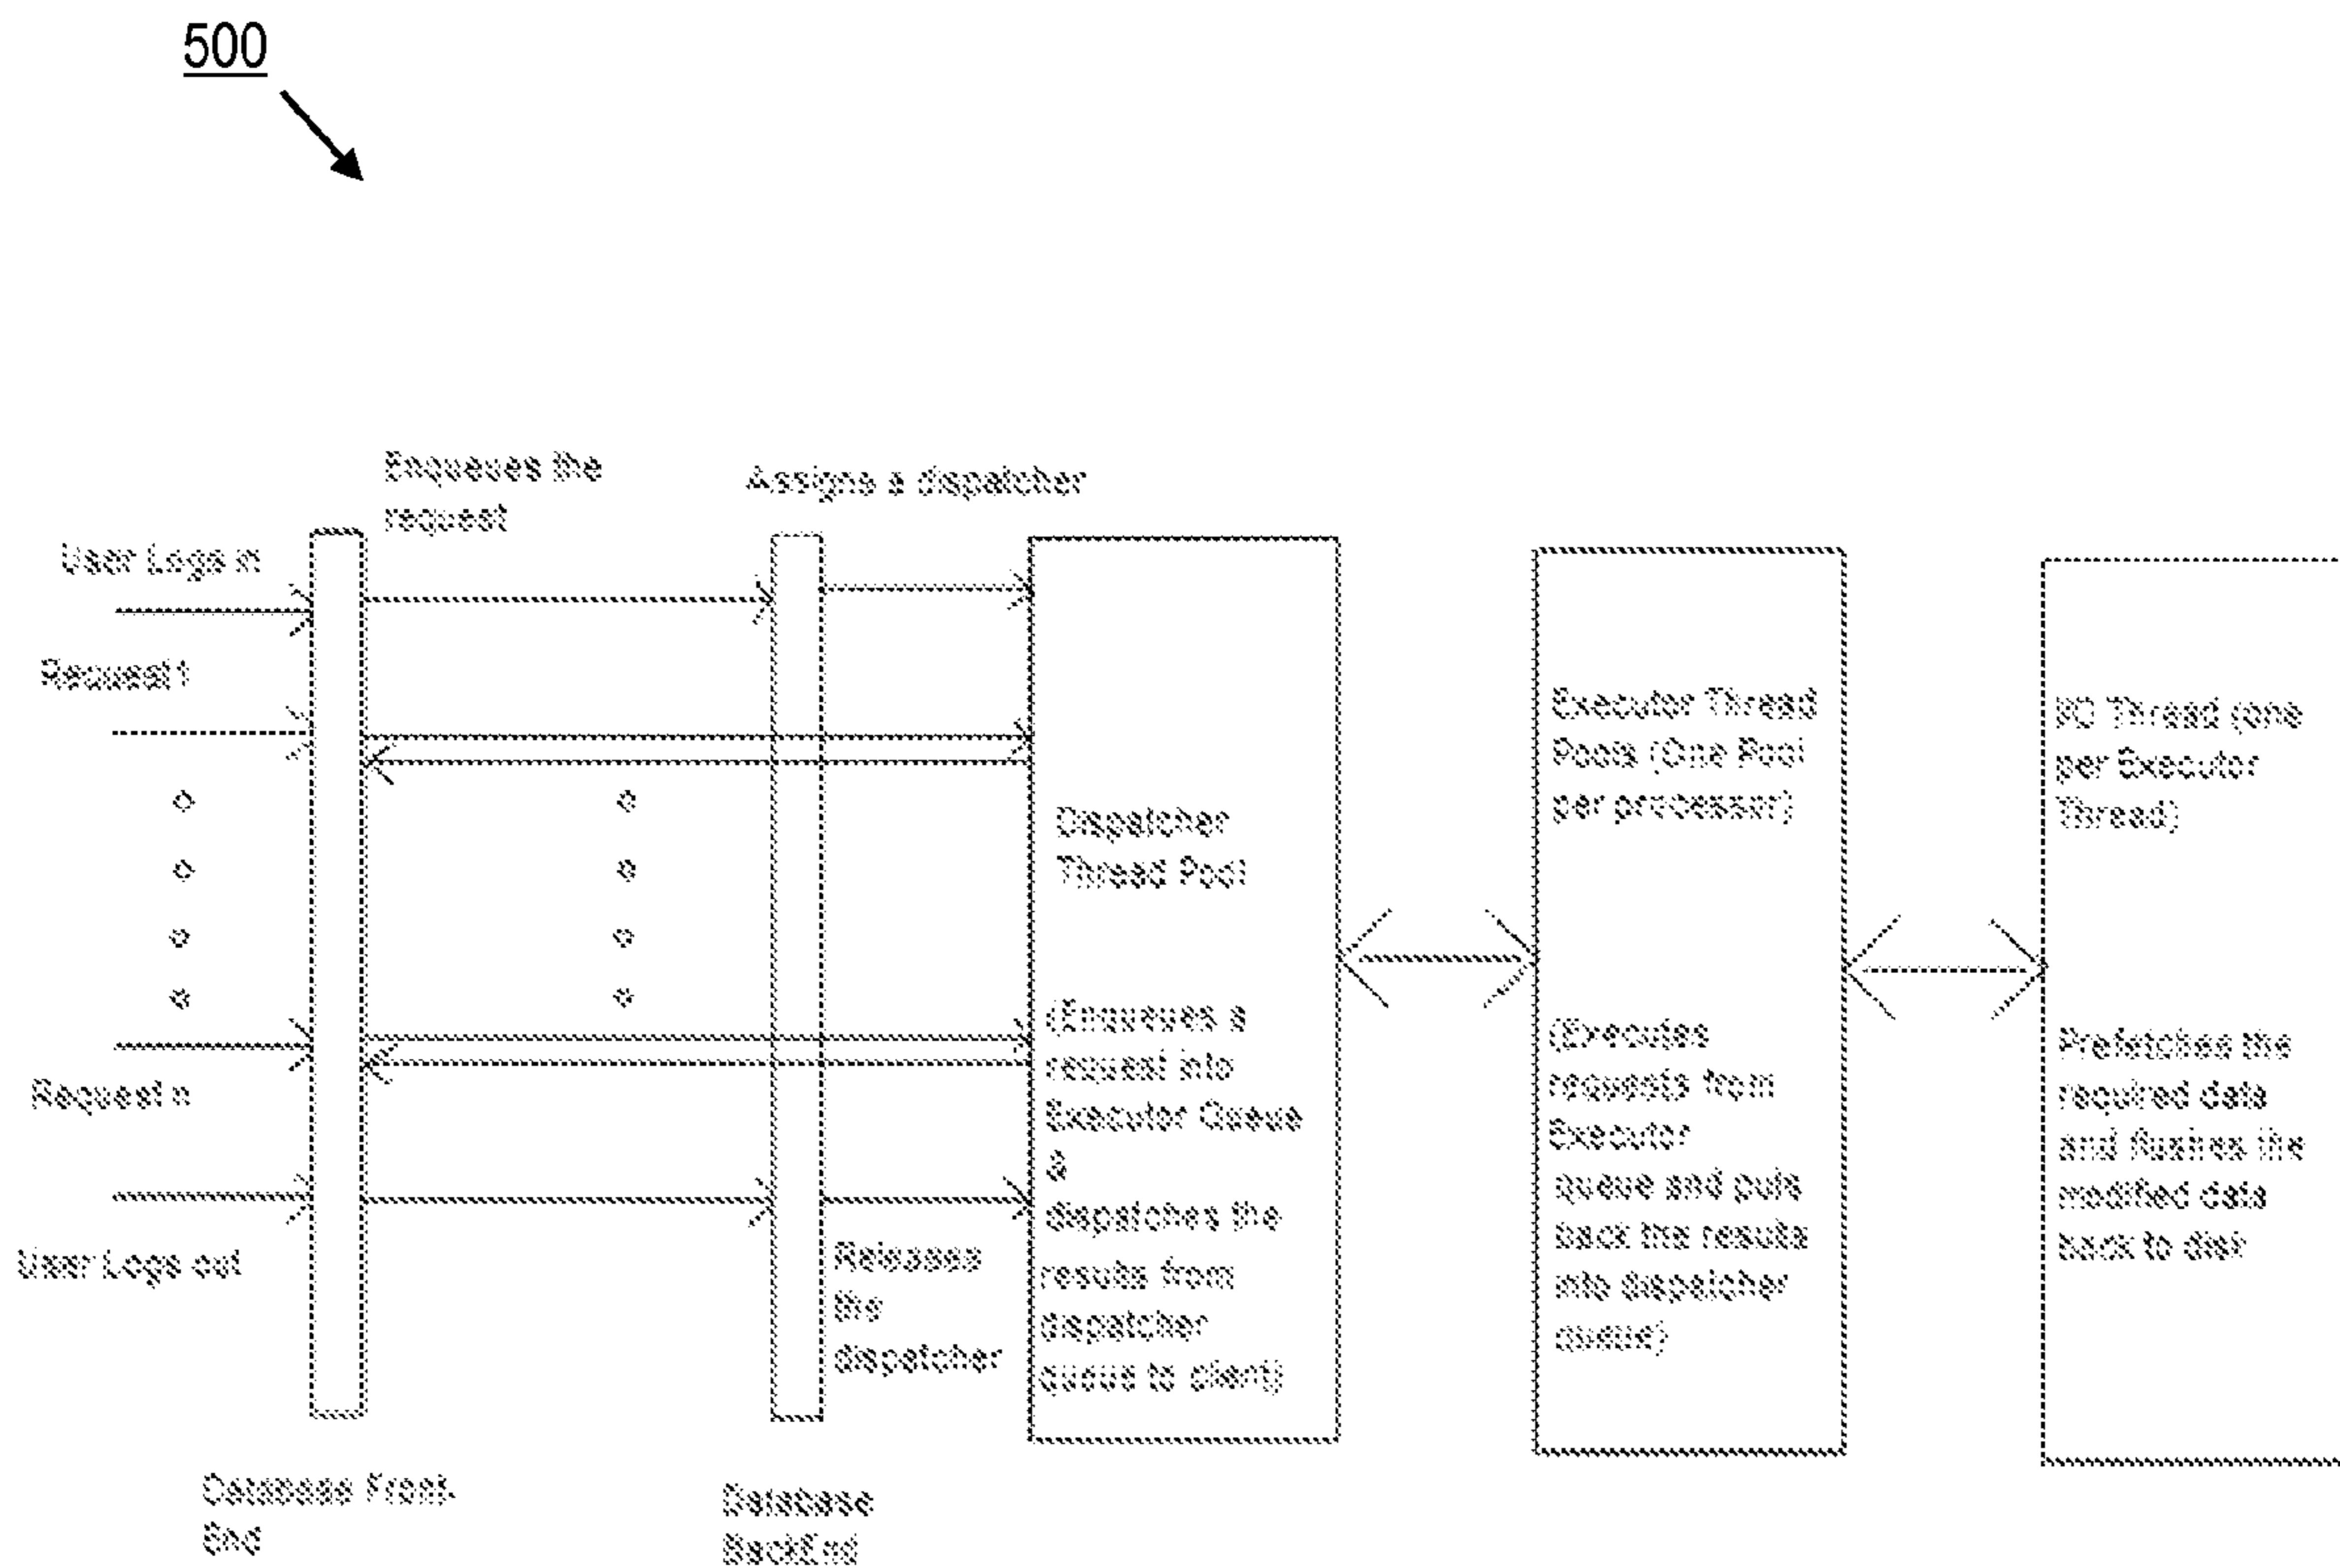 500
Enqueues the
request
Assigns a dispatcher
User Logs in
Request 1
Request n
User Logs out
Releases
the
dispatcher
Dispatcher
Thread Pool
(Enqueues a
request into
Executor Queue
&
dispatches the
results from
dispatcher
queue to client)
Executor Thread
Pools (One Pool
per processor)
(Executes
requests from
Executor
queue and puts
back the results
into dispatcher
queue)
I/O Thread (one
per Executor
Thread)
Prefetches the
required data
and flushes the
modified data
back to disk
Database Front-
End
Database
BackEnd